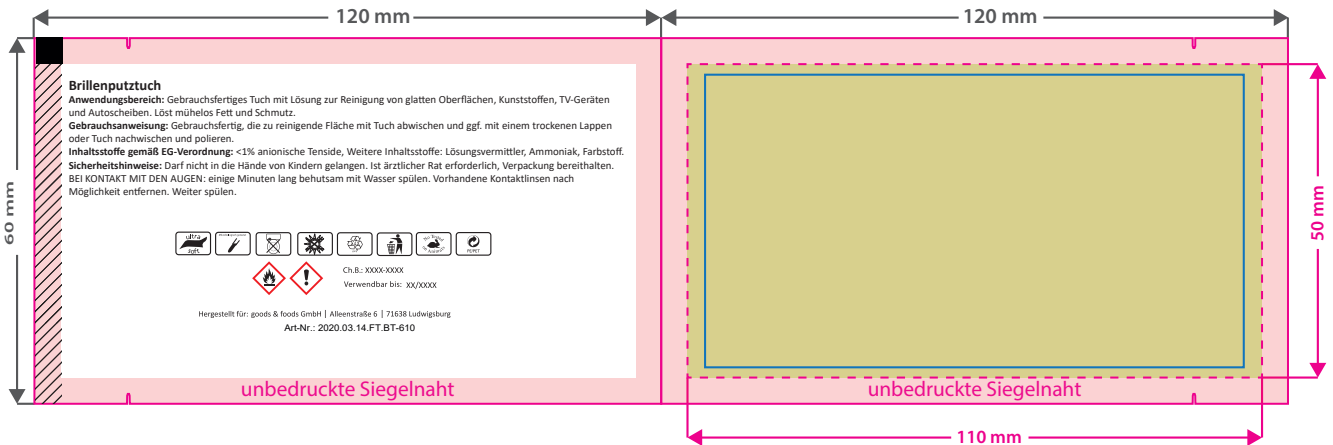 120 mm
120 mm
60 mm
Brillenputztuch
Anwendungsbereich: Gebrauchsfertiges Tuch mit Lösung zur Reinigung von glatten Oberflächen, Kunststoffen, TV-Geräten
und Autoscheiben. Löst mühelos Fett und Schmutz.
Gebrauchsanweisung: Gebrauchsfertig, die zu reinigende Fläche mit Tuch abwischen und ggf. mit einem trockenen Lappen
oder Tuch nachwischen und polieren.
Inhaltsstoffe gemäß EG-Verordnung: <1% anionische Tenside, Weitere Inhaltsstoffe: Lösungsvermittler, Ammoniak, Farbstoff.
Sicherheitshinweise: Darf nicht in die Hände von Kindern gelangen. Ist ärztlicher Rat erforderlich, Verpackung bereithalten.
BEI KONTAKT MIT DEN AUGEN: einige Minuten lang behutsam mit Wasser spülen. Vorhandene Kontaktlinsen nach
Möglichkeit entfernen. Weiter spülen.
ultra
soft
PE/PET
Ch.B.: XXXX-XXXX
Verwendbar bis: XX/XXXX
Hergestellt für: goods & foods GmbH | Alleenstraße 6 | 71638 Ludwigsburg
Art-Nr.: 2020.03.14.FT.BT-610
unbedruckte Siegelnaht
unbedruckte Siegelnaht
50 mm
110 mm